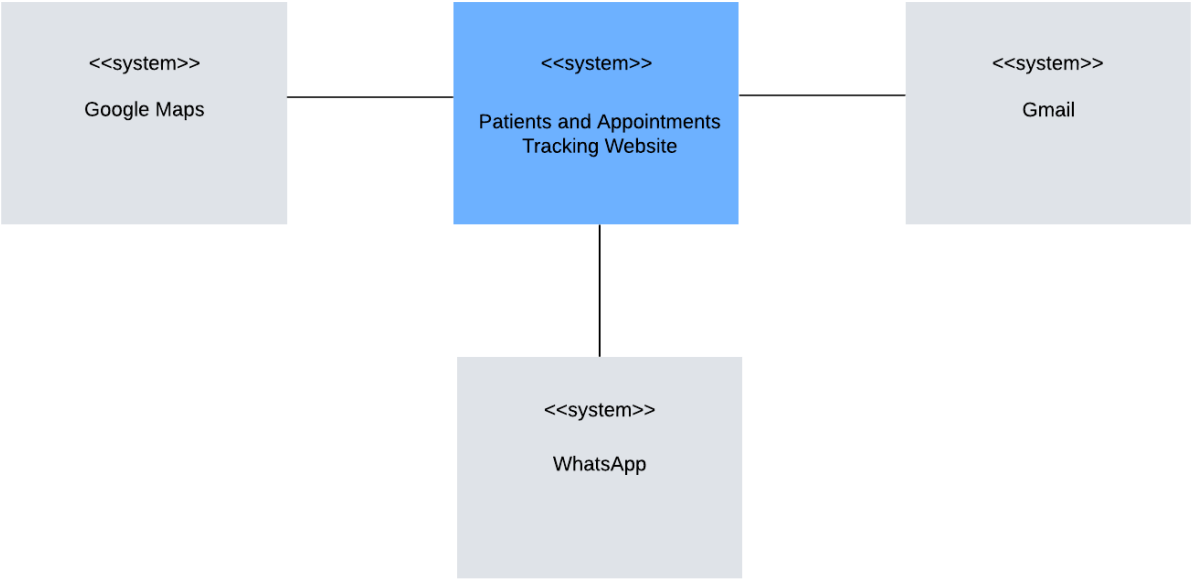 <<system>>
Google Maps
<<system>>
Patients and Appointments
Tracking Website
<<system>>
Gmail
<<system>>
WhatsApp